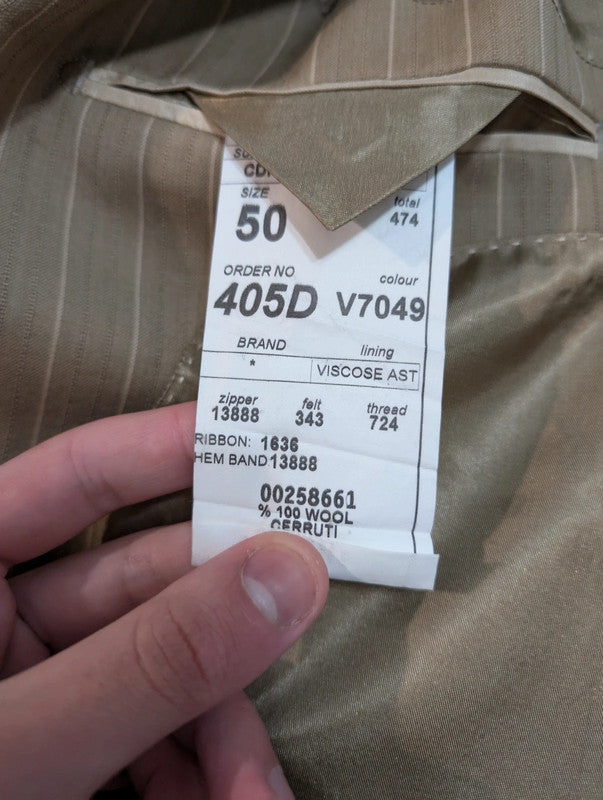 SIZE total
50 474
ORDER NO colour
405D V7049
BRAND lining
* VISCOSE AST
zipper felt thread
13888 343 724
RIBBON: 1636
HEM BAND 13888
00258661
% 100 WOOL
CERRUTI